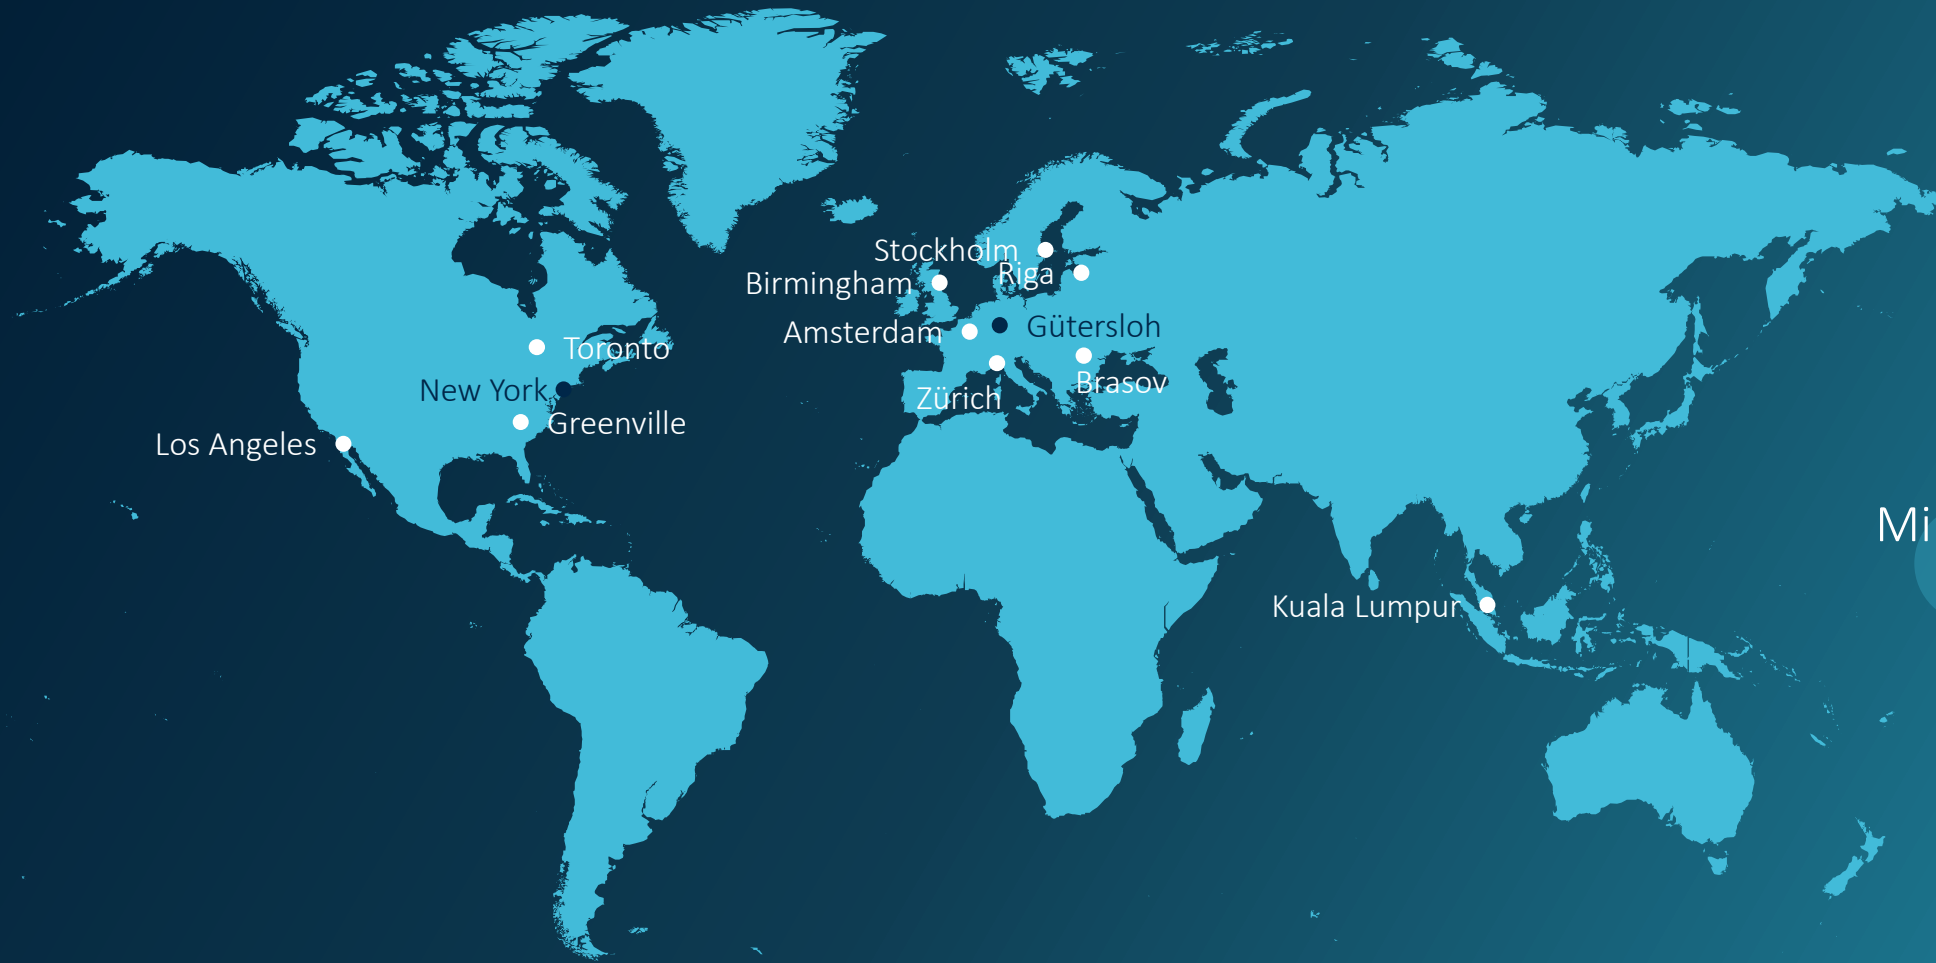 Stockholm
Riga
Birmingham
Amsterdam
Gütersloh
Toronto
Zürich
Brasov
New York
Greenville
Los Angeles
Mi
Kuala Lumpur